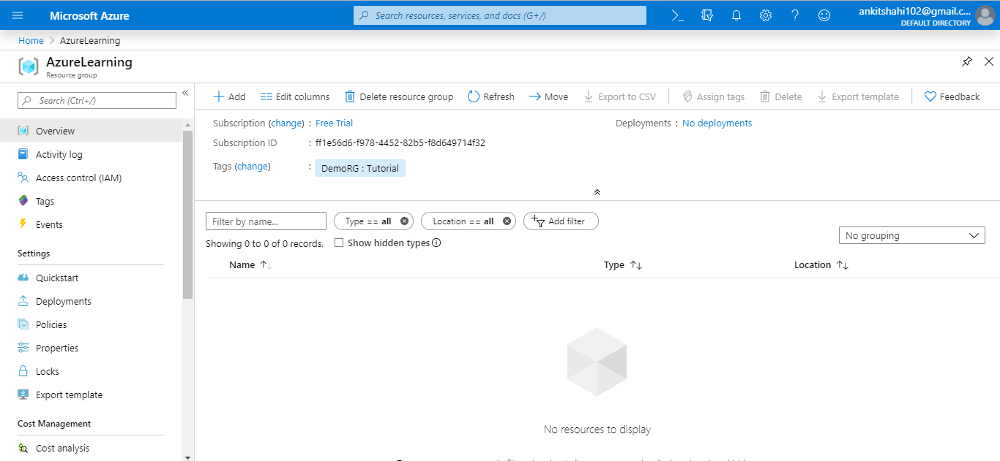 Microsoft Azure
Search resources, services, and docs (G+/)
ankitshahi102@gmail.c...
DEFAULT DIRECTORY
Home > AzureLearning
AzureLearning
Resource group
Search (Ctrl+/)
Overview
Activity log
Access control (IAM)
Tags
Events
Settings
Quickstart
Deployments
Policies
Properties
Locks
Export template
Cost Management
Cost analysis
Add Edit columns Delete resource group Refresh Move Export to CSV Assign tags Delete Export template Feedback
Subscription (change) : Free Trial
Deployments : No deployments
Subscription ID : ff1e56d6-f978-4452-82b5-f8d649714f32
Tags (change) : DemoRG : Tutorial
Filter by name... Type == all Location == all Add filter
Showing 0 to 0 of 0 records. Show hidden types
No grouping
Name Type Location
No resources to display